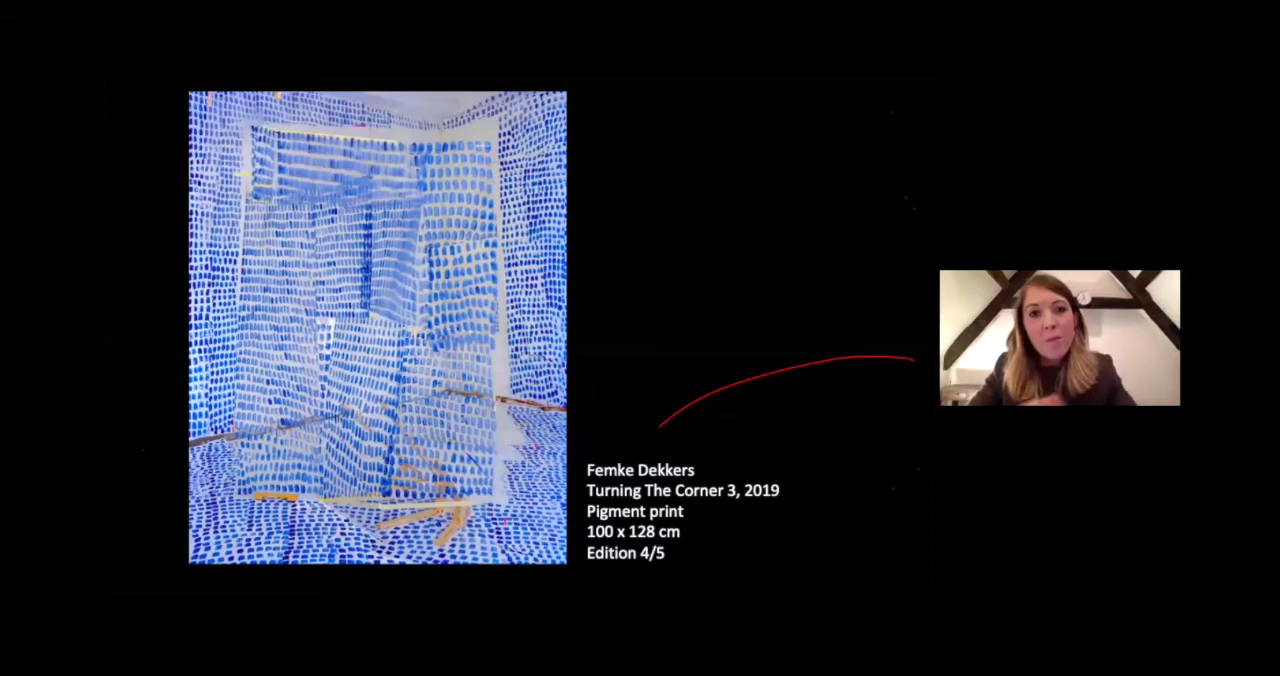 Femke Dekkers
Turning The Corner 3, 2019
Pigment print
100 x 128 cm
Edition 4/5